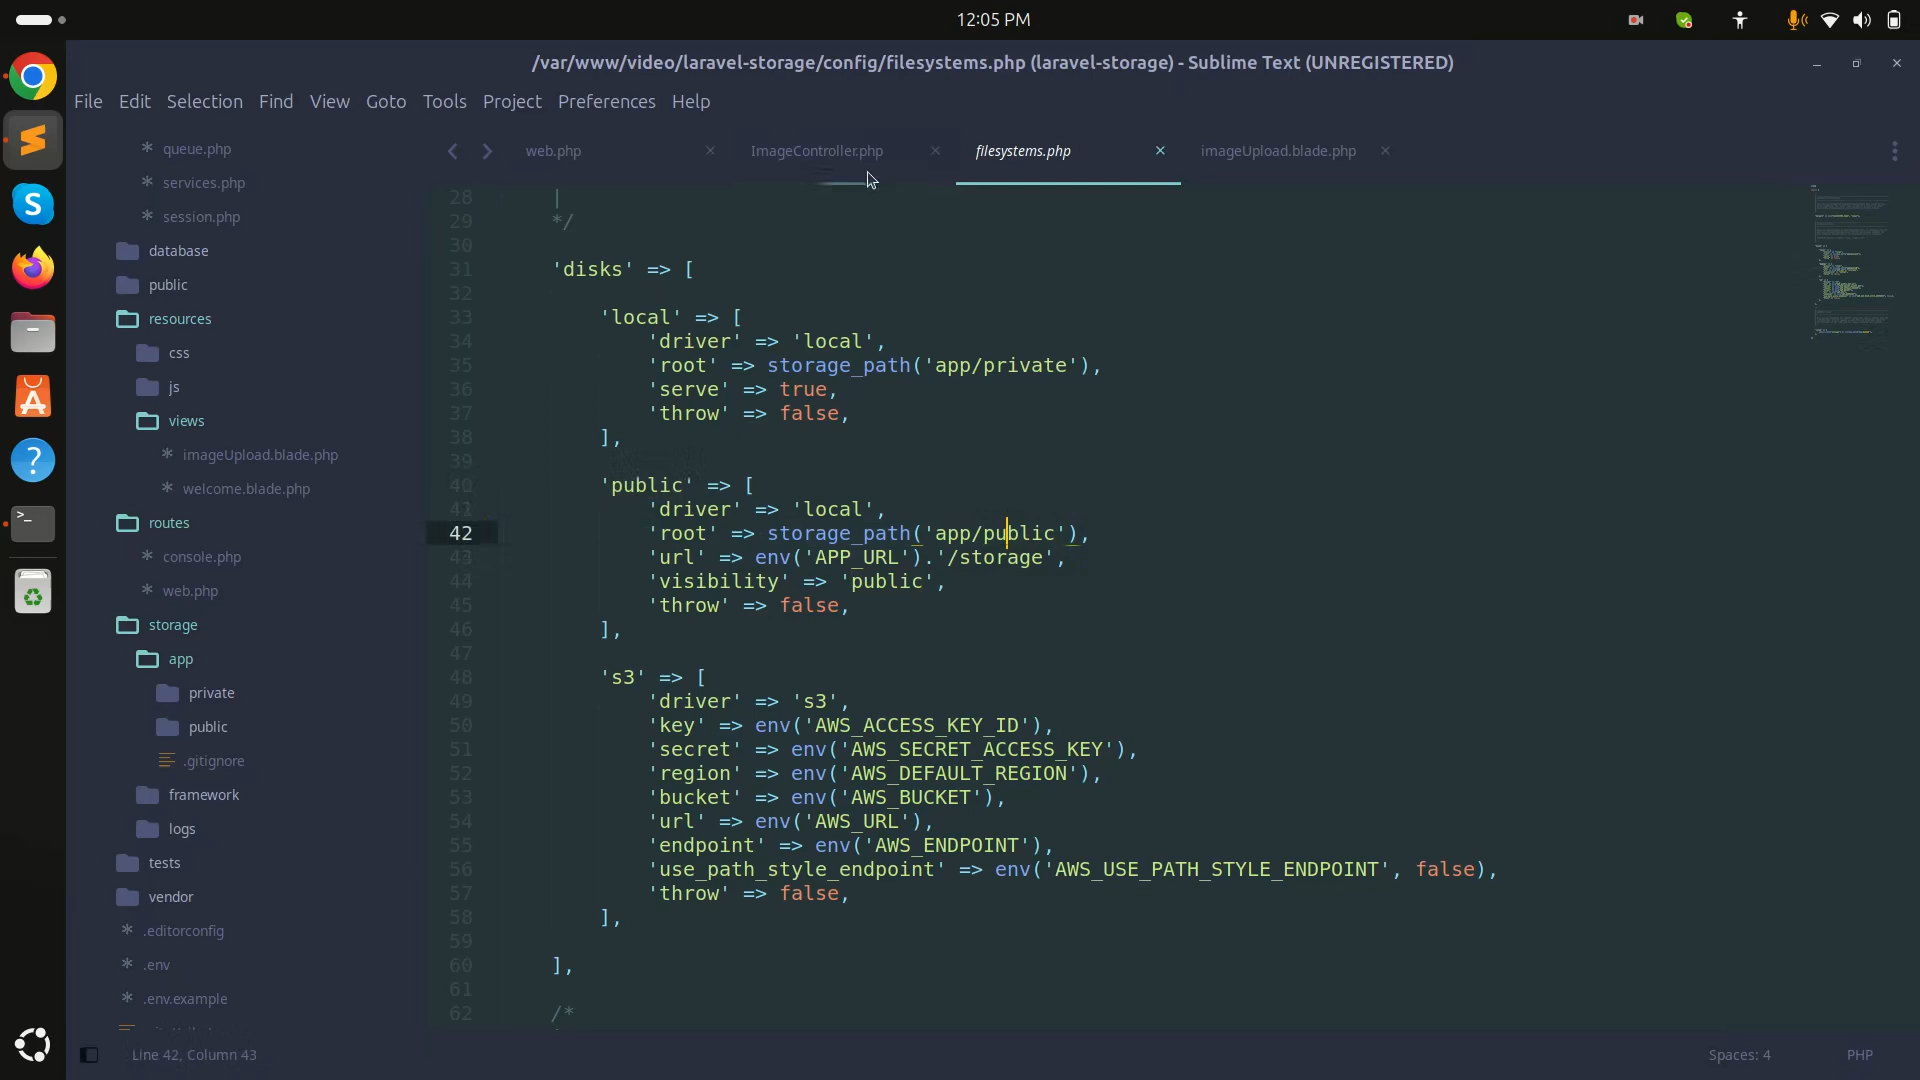 12:05 PM
/var/www/video/laravel-storage/config/filesystems.php (laravel-storage) - Sublime Text (UNREGISTERED)
File Edit Selection Find View Goto Tools Project Preferences Help
queue.php
services.php
session.php
database
public
resources
css
js
views
imageUpload.blade.php
welcome.blade.php
routes
console.php
web.php
storage
app
private
public
.gitignore
framework
logs
tests
vendor
.editorconfig
.env
.env.example
web.php ImageController.php filesystems.php imageUpload.blade.php
28 |
29 */
30
31 'disks' => [
32
33 'local' => [
34 'driver' => 'local',
35 'root' => storage_path('app/private'),
36 'serve' => true,
37 'throw' => false,
38 ],
39
40 'public' => [
41 'driver' => 'local',
42 'root' => storage_path('app/public'),
43 'url' => env('APP_URL').'/storage',
44 'visibility' => 'public',
45 'throw' => false,
46 ],
47
48 's3' => [
49 'driver' => 's3',
50 'key' => env('AWS_ACCESS_KEY_ID'),
51 'secret' => env('AWS_SECRET_ACCESS_KEY'),
52 'region' => env('AWS_DEFAULT_REGION'),
53 'bucket' => env('AWS_BUCKET'),
54 'url' => env('AWS_URL'),
55 'endpoint' => env('AWS_ENDPOINT'),
56 'use_path_style_endpoint' => env('AWS_USE_PATH_STYLE_ENDPOINT', false),
57 'throw' => false,
58 ],
59
60 ],
61
62 /*
Line 42, Column 43 Spaces: 4 PHP